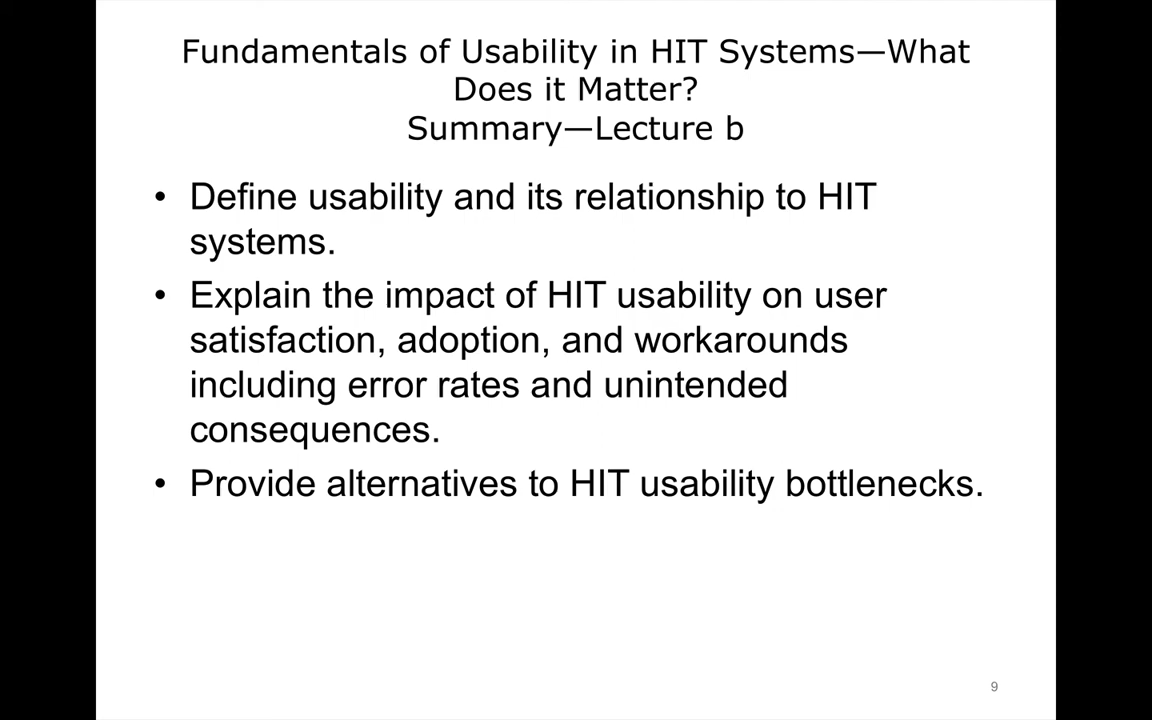 Fundamentals of Usability in HIT Systems—What
Does it Matter?
Summary—Lecture b
• Define usability and its relationship to HIT
systems.
• Explain the impact of HIT usability on user
satisfaction, adoption, and workarounds
including error rates and unintended
consequences.
• Provide alternatives to HIT usability bottlenecks.
9